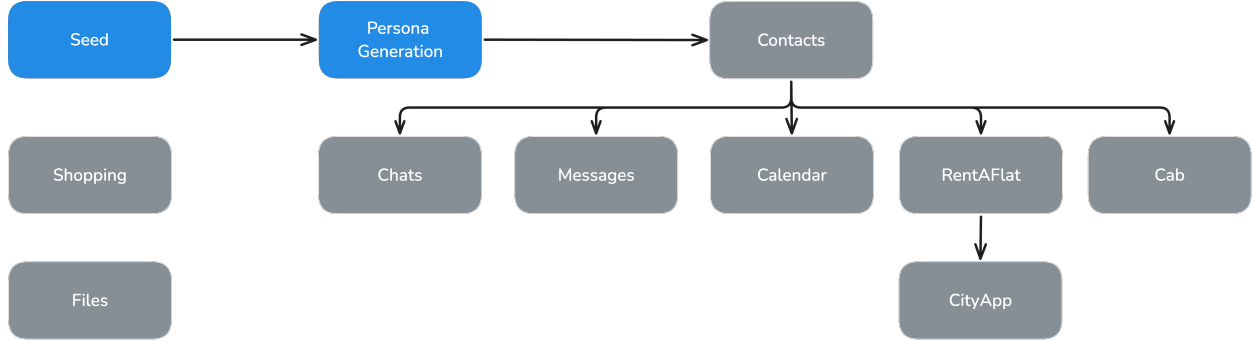 Seed
Persona
Generation
Contacts
Shopping
Chats
Messages
Calendar
RentAFlat
Cab
Files
CityApp